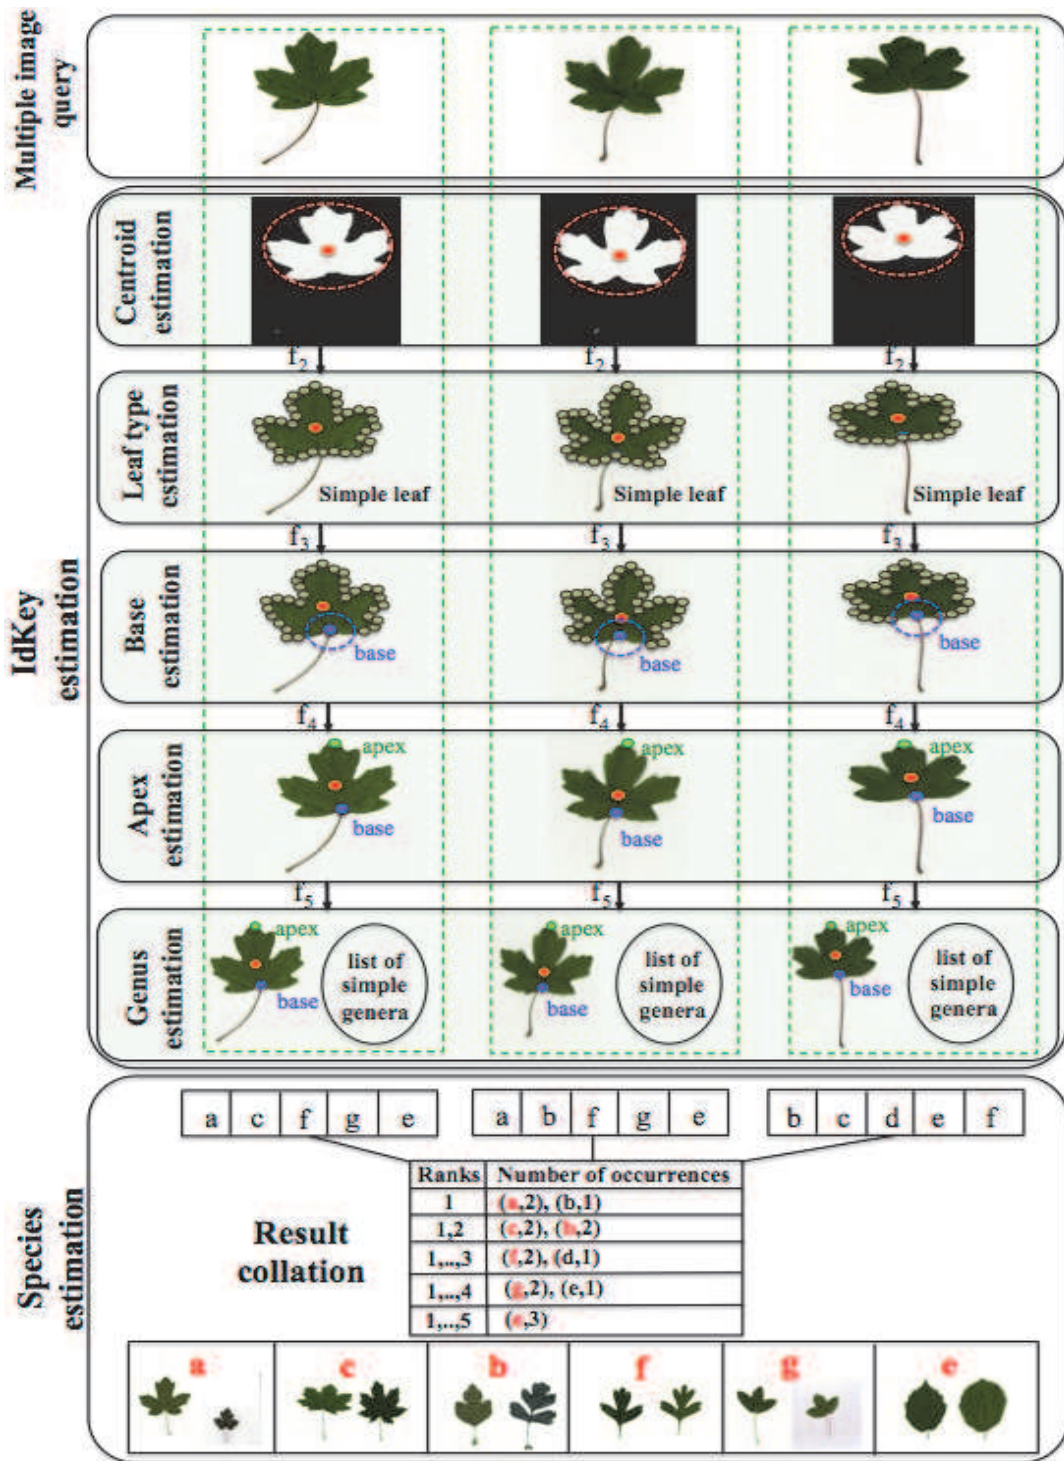 Multiple image
query
IdKey
estimation
Centroid
estimation
f2
f2
f2
Leaf type
estimation
Simple leaf
Simple leaf
Simple leaf
f3
f3
f3
Base
estimation
base
base
base
f4
f4
f4
Apex
estimation
apex
apex
apex
base
base
base
f5
f5
f5
Genus
estimation
apex
base
list of
simple
genera
apex
base
list of
simple
genera
apex
base
list of
simple
genera
Species
estimation
a c f g e
a b f g e
b c d e f
Result
collation
Ranks Number of occurrences
1 (a,2), (b,1)
1,2 (c,2), (b,2)
1,..,3 (f,2), (d,1)
1,..,4 (g,2), (e,1)
1,..,5 (e,3)
a c b f g e